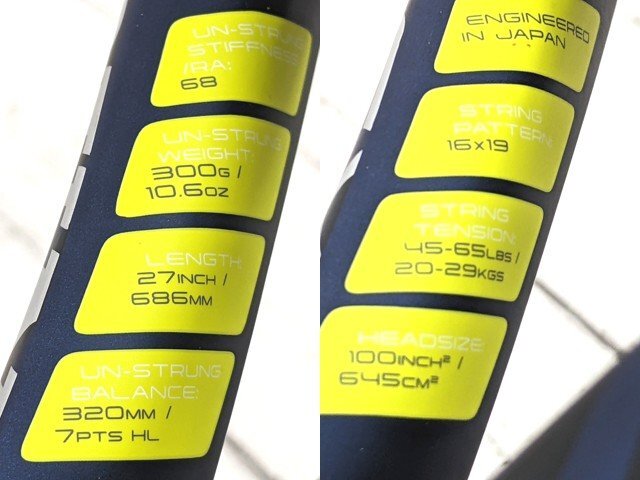 UN-STRUNG
STIFFNESS
/RA:
68
UN-STRUNG
WEIGHT:
300G /
10.6OZ
LENGTH:
27INCH /
686MM
UN-STRUNG
BALANCE:
320MM /
7PTS HL
ENGINEERED
IN JAPAN
STRING
PATTERN:
16x19
STRING
TENSION:
45-65LBS /
20-29KGS
HEADSIZE:
100INCH² /
645CM²